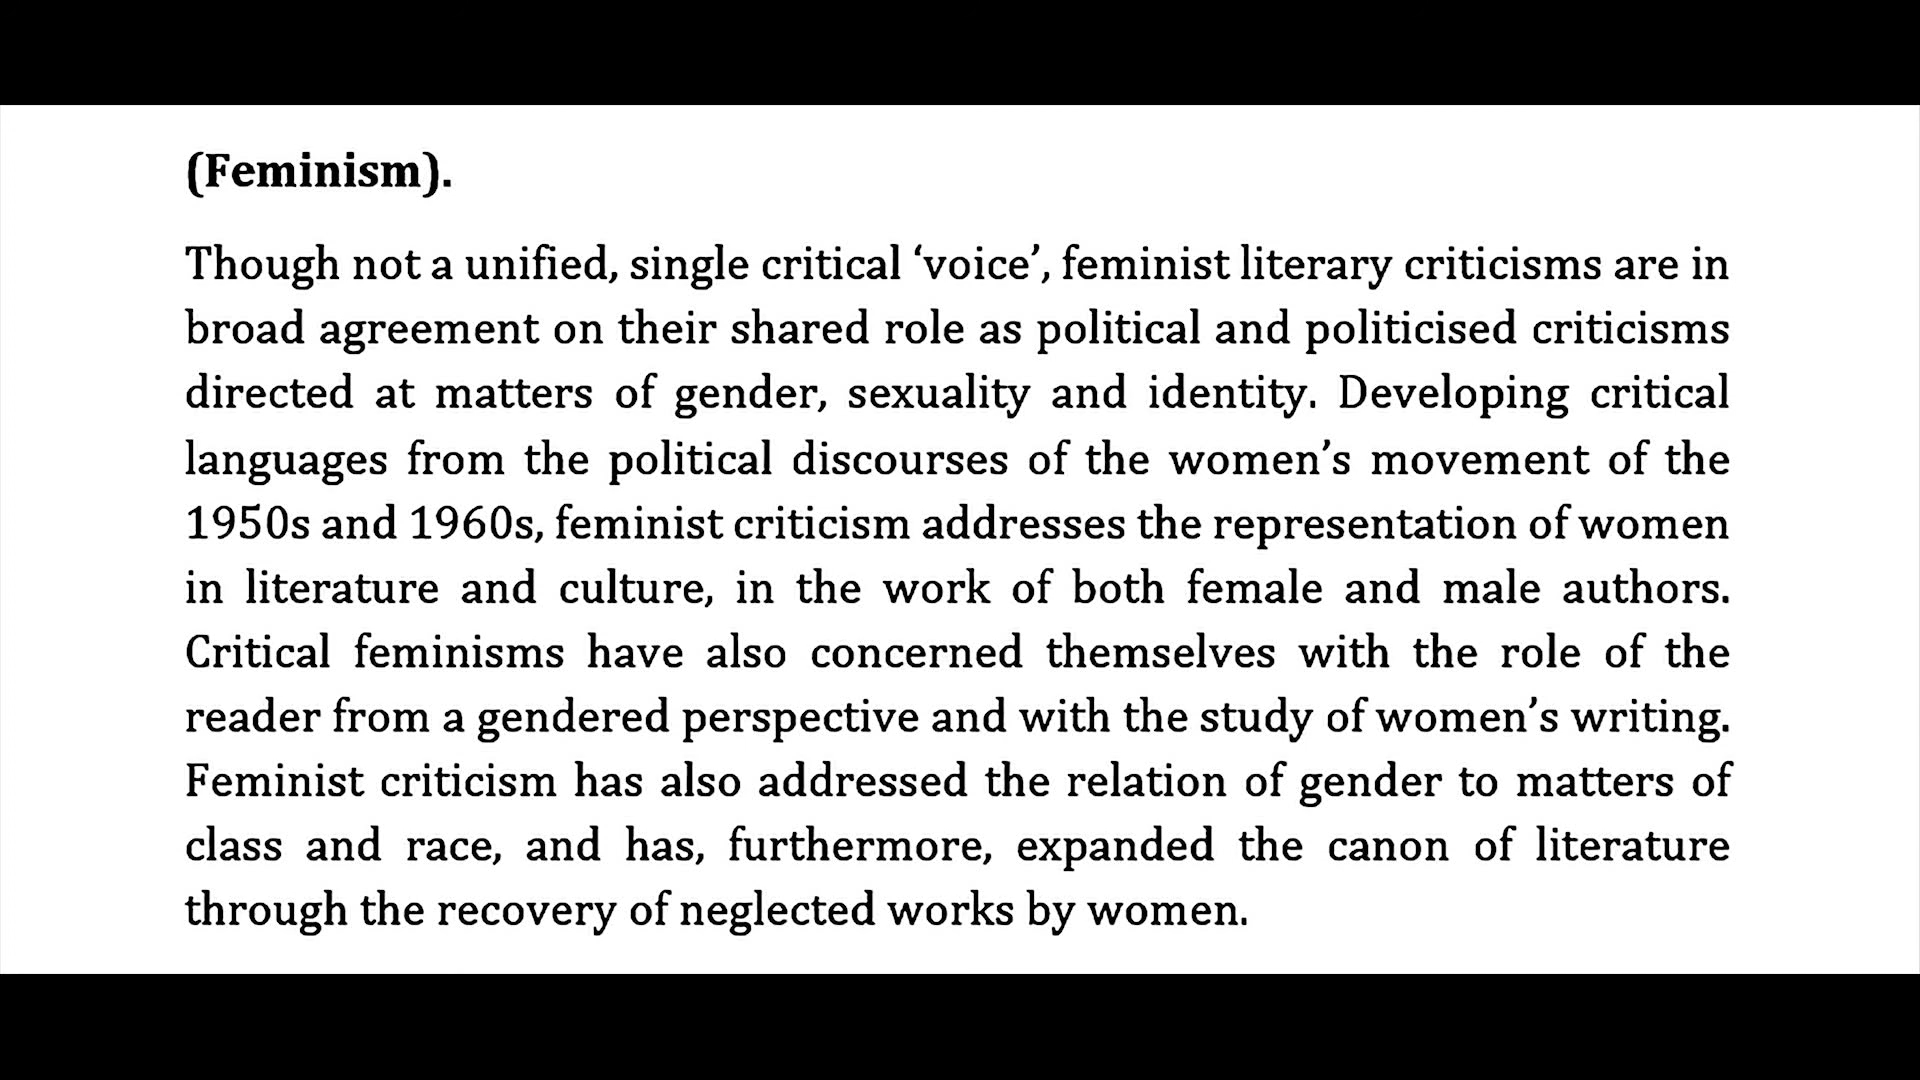 (Feminism).
Though not a unified, single critical ‘voice’, feminist literary criticisms are in
broad agreement on their shared role as political and politicised criticisms
directed at matters of gender, sexuality and identity. Developing critical
languages from the political discourses of the women’s movement of the
1950s and 1960s, feminist criticism addresses the representation of women
in literature and culture, in the work of both female and male authors.
Critical feminisms have also concerned themselves with the role of the
reader from a gendered perspective and with the study of women’s writing.
Feminist criticism has also addressed the relation of gender to matters of
class and race, and has, furthermore, expanded the canon of literature
through the recovery of neglected works by women.